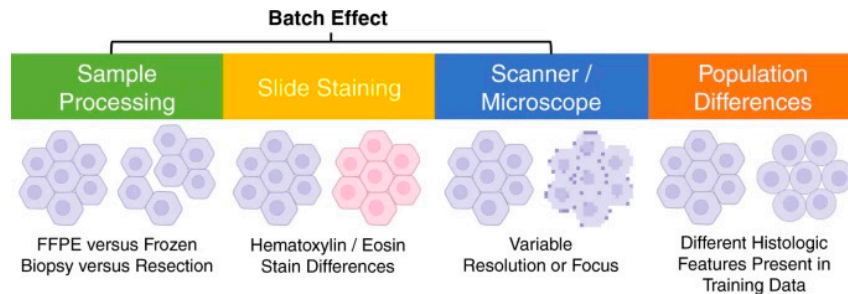 Batch Effect
Sample
Processing
Slide Staining
Scanner /
Microscope
Population
Differences
FFPE versus Frozen
Biopsy versus Resection
Hematoxylin / Eosin
Stain Differences
Variable
Resolution or Focus
Different Histologic
Features Present in
Training Data